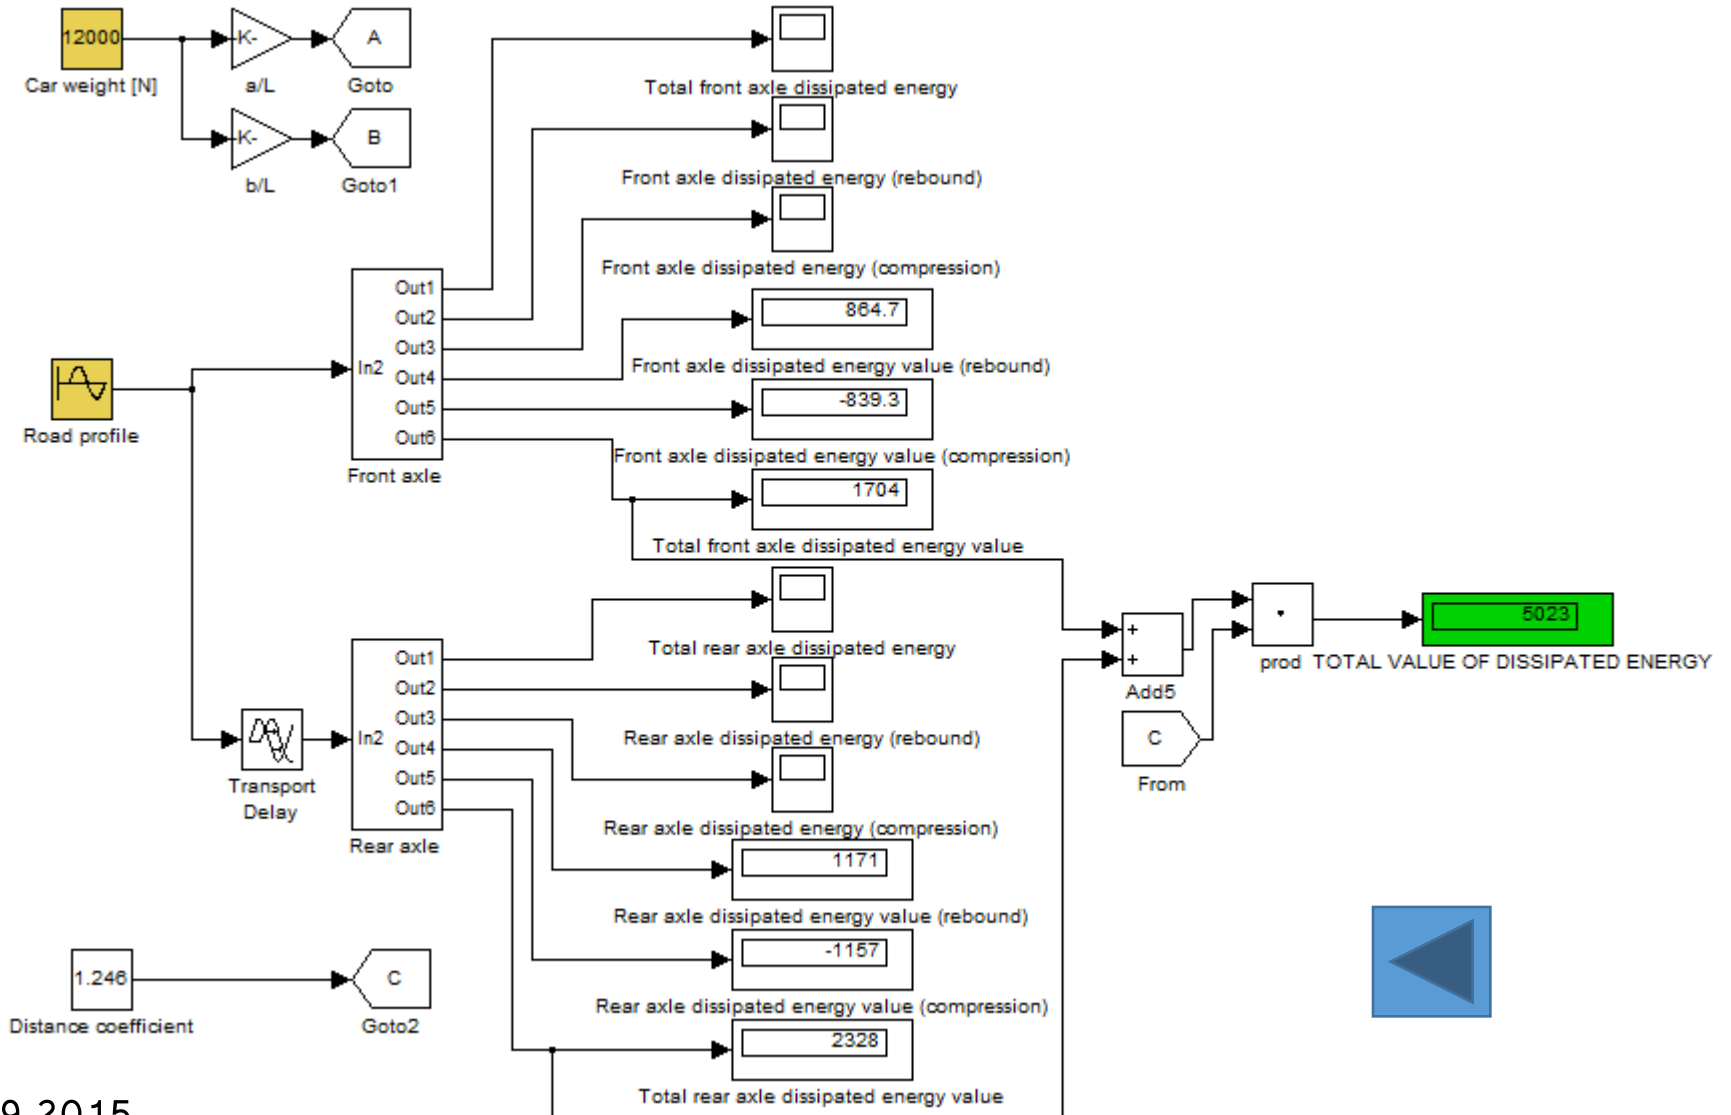 12000
Car weight [N]
K-
a/L
A
Goto
K-
b/L
B
Goto1
Total front axle dissipated energy
Front axle dissipated energy (rebound)
Front axle dissipated energy (compression)
Road profile
In2
Out1
Out2
Out3
Out4
Out5
Out6
Front axle
864.7
Front axle dissipated energy value (rebound)
-839.3
Front axle dissipated energy value (compression)
1704
Total front axle dissipated energy value
Transport
Delay
In2
Out1
Out2
Out3
Out4
Out5
Out6
Rear axle
Total rear axle dissipated energy
Rear axle dissipated energy (rebound)
Rear axle dissipated energy (compression)
1171
Rear axle dissipated energy value (rebound)
-1157
Rear axle dissipated energy value (compression)
2328
Total rear axle dissipated energy value
+
+
Add5
C
From
prod
5023
TOTAL VALUE OF DISSIPATED ENERGY
1.246
Distance coefficient
C
Goto2
9.2015